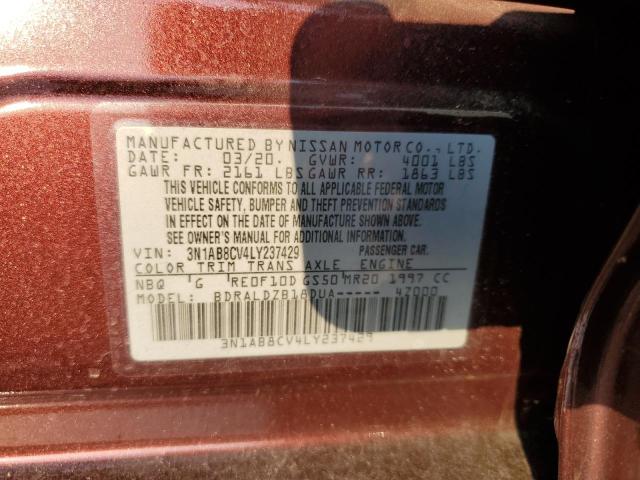 MANUFACTURED BY NISSAN MOTOR CO., LTD.
DATE: 03/20. GVWR: 4001 LBS
GAWR FR: 2161 LBS GAWR RR: 1863 LBS
THIS VEHICLE CONFORMS TO ALL APPLICABLE FEDERAL MOTOR
VEHICLE SAFETY, BUMPER AND THEFT PREVENTION STANDARDS
IN EFFECT ON THE DATE OF MANUFACTURE SHOWN ABOVE.
SEE OWNER'S MANUAL FOR ADDITIONAL INFORMATION.
VIN: 3N1AB8CV4LY237429 PASSENGER CAR.
COLOR TRIM TRANS AXLE ENGINE
NBQ G RE0F10D GS50 MR20 1997 CC
MODEL: BDRALDZB18DUA----- 4Z000
3N1AB8CV4LY237429